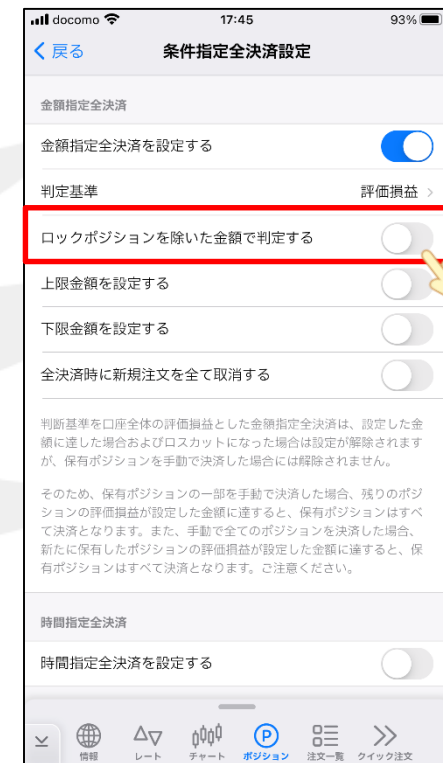 docomo 17:45 93%
戻る 条件指定全決済設定
金額指定全決済
金額指定全決済を設定する
判定基準 評価損益
ロックポジションを除いた金額で判定する
上限金額を設定する
下限金額を設定する
全決済時に新規注文を全て取消する
判断基準を口座全体の評価損益とした金額指定全決済は、設定した金
額に達した場合およびロスカットになった場合は設定が解除されます
が、保有ポジションを手動で決済した場合には解除されません。
そのため、保有ポジションの一部を手動で決済した場合、残りのポジ
ションの評価損益が設定した金額に達すると、保有ポジションはすべ
て決済となります。また、手動で全てのポジションを決済した場合、
新たに保有したポジションの評価損益が設定した金額に達すると、保
有ポジションはすべて決済となります。ご注意ください。
時間指定全決済
時間指定全決済を設定する
P
情報 レート チャート ポジション 注文一覧 クイック注文